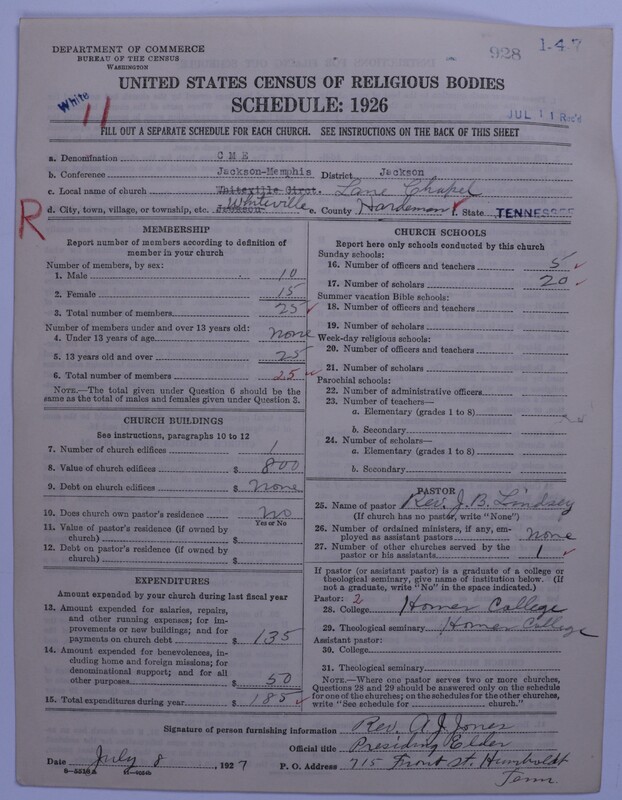 DEPARTMENT OF COMMERCE
BUREAU OF THE CENSUS
WASHINGTON
928
1-4-7
UNITED STATES CENSUS OF RELIGIOUS BODIES
SCHEDULE: 1926
White
11
JUL 11 Rec'd
FILL OUT A SEPARATE SCHEDULE FOR EACH CHURCH. SEE INSTRUCTIONS ON THE BACK OF THIS SHEET
a. Denomination C M E
b. Conference Jackson-Memphis District Jackson
c. Local name of church Whiteville Circt. Lane Chapel
R
d. City, town, village, or township, etc. Jackson Whiteville e. County Hardeman f. State TENNESSEE
MEMBERSHIP
Report number of members according to definition of
member in your church
Number of members, by sex:
1. Male 10
2. Female 15
3. Total number of members 25
Number of members under and over 13 years old:
4. Under 13 years of age None
5. 13 years old and over 25
6. Total number of members 25
NOTE.—The total given under Question 6 should be the
same as the total of males and females given under Question 3.
CHURCH BUILDINGS
See instructions, paragraphs 10 to 12
7. Number of church edifices 1
8. Value of church edifices $ 800
9. Debt on church edifices $ None
10. Does church own pastor's residence No
Yes or No
11. Value of pastor's residence (if owned by
church) $
12. Debt on pastor's residence (if owned by
church) $
EXPENDITURES
Amount expended by your church during last fiscal year
13. Amount expended for salaries, repairs,
and other running expenses; for im-
provements or new buildings; and for
payments on church debt $ 135
14. Amount expended for benevolences, in-
cluding home and foreign missions; for
denominational support; and for all
other purposes $ 50
15. Total expenditures during year $ 185
CHURCH SCHOOLS
Report here only schools conducted by this church
Sunday schools:
16. Number of officers and teachers 5
17. Number of scholars 20
Summer vacation Bible schools:
18. Number of officers and teachers
19. Number of scholars
Week-day religious schools:
20. Number of officers and teachers
21. Number of scholars
Parochial schools:
22. Number of administrative officers
23. Number of teachers—
a. Elementary (grades 1 to 8)
b. Secondary
24. Number of scholars—
a. Elementary (grades 1 to 8)
b. Secondary
PASTOR
25. Name of pastor Rev. J. B. Lindsey
(If church has no pastor, write "None")
26. Number of ordained ministers, if any, em-
ployed as assistant pastors none
27. Number of other churches served by the
pastor or his assistants 1
If pastor (or assistant pastor) is a graduate of a college or
theological seminary, give name of institution below. (If
not a graduate, write "No" in the space indicated.)
Pastor: 2
28. College Homer College
29. Theological seminary Homer College
Assistant pastor:
30. College
31. Theological seminary
NOTE.—Where one pastor serves two or more churches,
Questions 28 and 29 should be answered only on the schedule
for one of the churches; on the schedules for the other churches,
write "See schedule for church."
Signature of person furnishing information Rev. A. J. Jones
Official title Presiding Elder
Date July 8, 1927 P. O. Address 715 Front St. Humboldt
Tenn